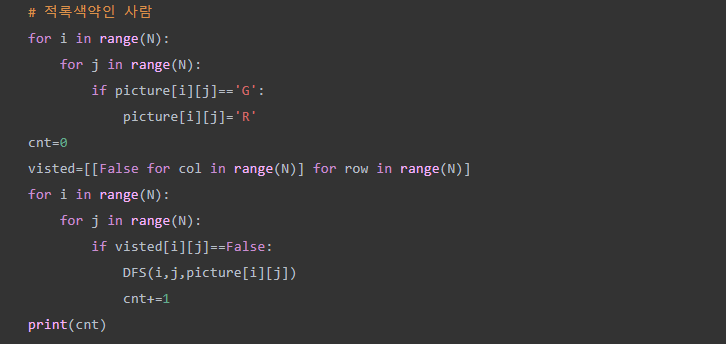 # 적록색약인 사람
for i in range(N):
    for j in range(N):
        if picture[i][j]=='G':
            picture[i][j]='R'
cnt=0
visted=[[False for col in range(N)] for row in range(N)]
for i in range(N):
    for j in range(N):
        if visted[i][j]==False:
            DFS(i,j,picture[i][j])
            cnt+=1
print(cnt)